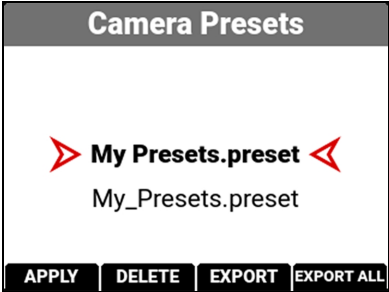 Camera Presets
My Presets.preset
My_Presets.preset
APPLY DELETE EXPORT EXPORT ALL